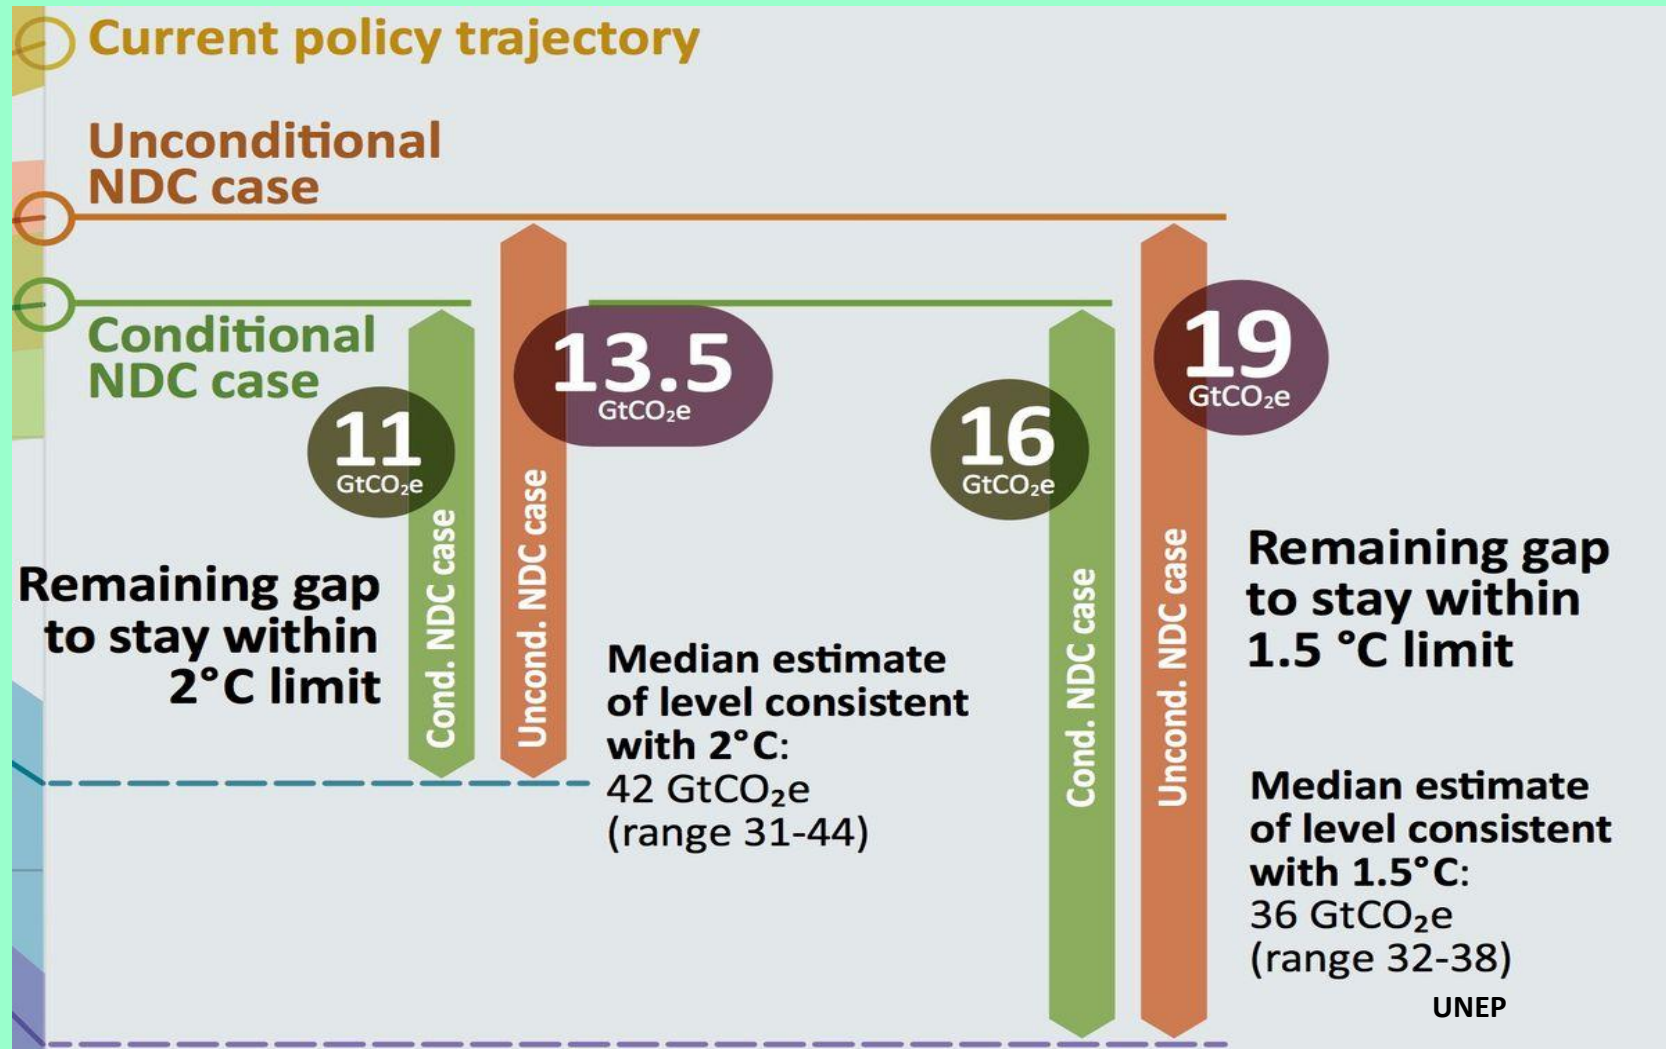 Current policy trajectory
Unconditional
NDC case
Conditional
NDC case
11
GtCO₂e
Cond. NDC case
13.5
GtCO₂e
Uncond. NDC case
16
GtCO₂e
Cond. NDC case
19
GtCO₂e
Uncond. NDC case
Remaining gap
to stay within
2°C limit
Median estimate
of level consistent
with 2°C:
42 GtCO₂e
(range 31-44)
Remaining gap
to stay within
1.5 °C limit
Median estimate
of level consistent
with 1.5°C:
36 GtCO₂e
(range 32-38)
UNEP